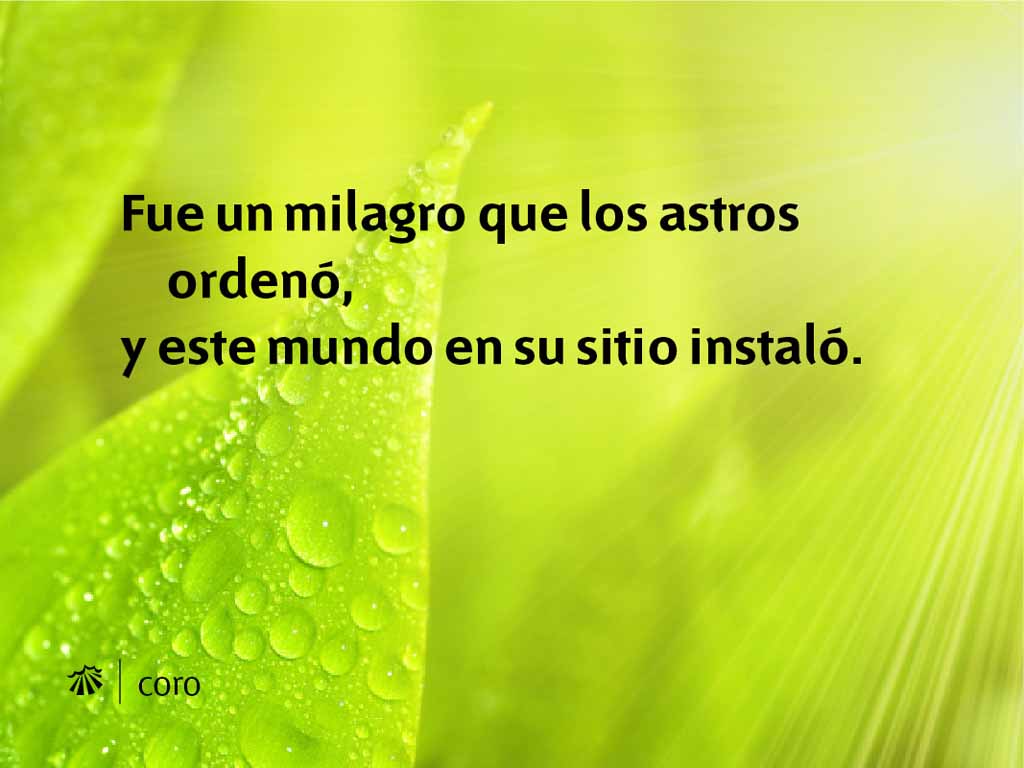 Fue un milagro que los astros
ordenó,
y este mundo en su sitio instaló.
coro